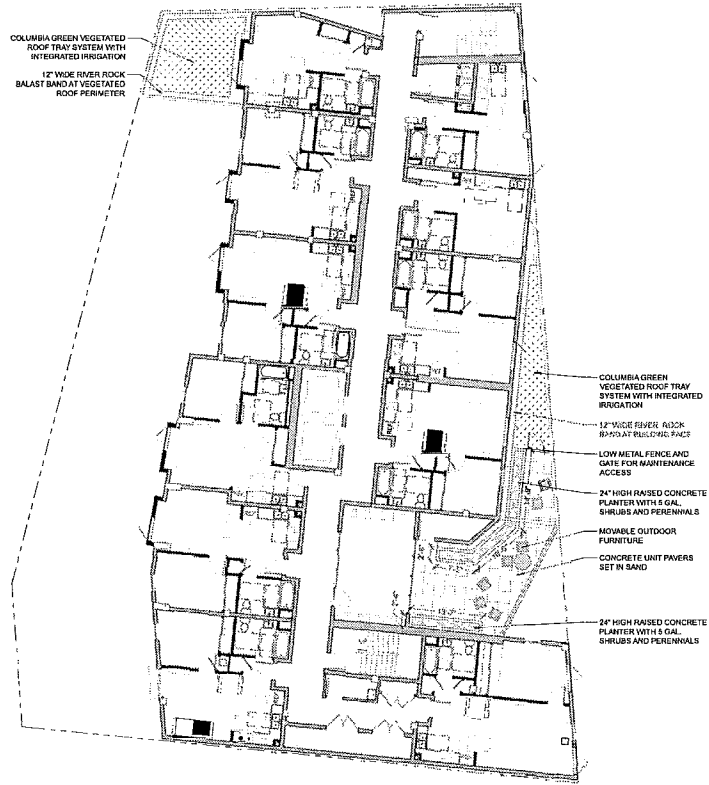 COLUMBIA GREEN VEGETATED
ROOF TRAY SYSTEM WITH
INTEGRATED IRRIGATION
12" WIDE RIVER ROCK
BALAST BAND AT VEGETATED
ROOF PERIMETER
COLUMBIA GREEN
VEGETATED ROOF TRAY
SYSTEM WITH INTEGRATED
IRRIGATION
12" WIDE RIVER ROCK
BAND AT BUILDING FACE
LOW METAL FENCE AND
GATE FOR MAINTENANCE
ACCESS
24" HIGH RAISED CONCRETE
PLANTER WITH 5 GAL.
SHRUBS AND PERENNIALS
MOVABLE OUTDOOR
FURNITURE
CONCRETE UNIT PAVERS
SET IN SAND
24" HIGH RAISED CONCRETE
PLANTER WITH 5 GAL.
SHRUBS AND PERENNIALS